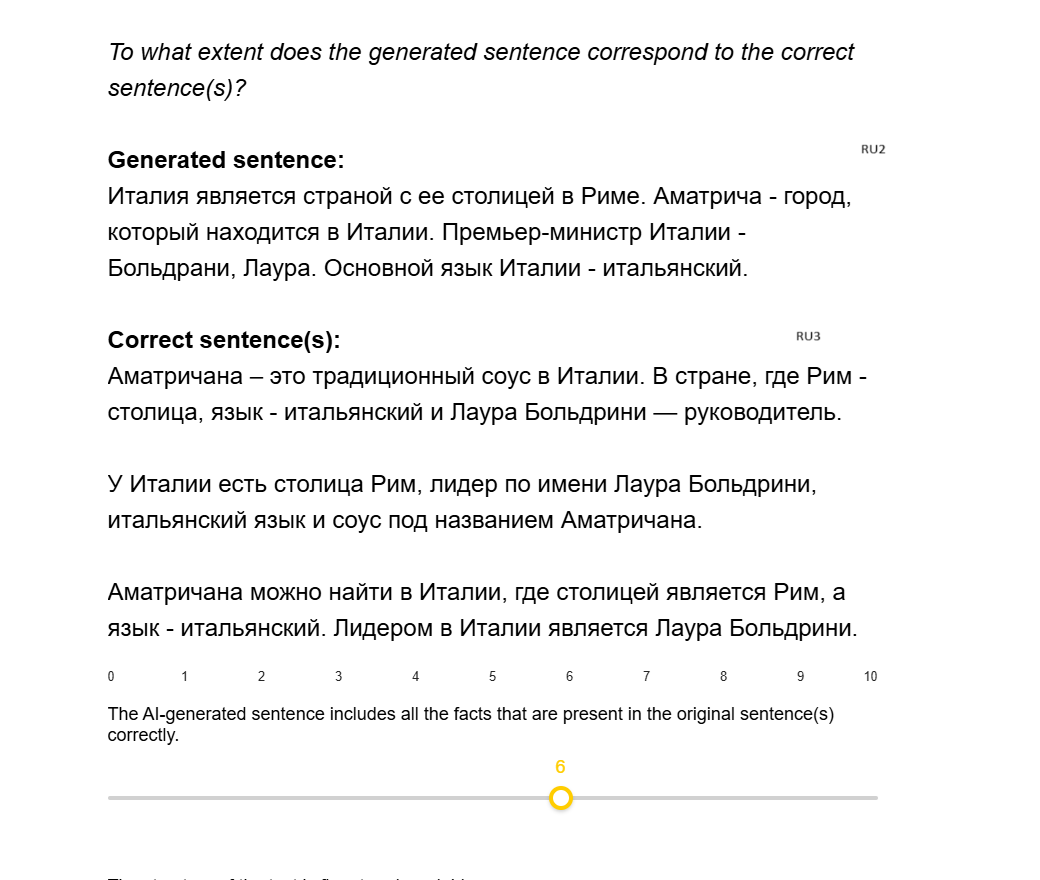 To what extent does the generated sentence correspond to the correct
sentence(s)?
RU2
Generated sentence:
Италия является страной с ее столицей в Риме. Аматрича - город,
который находится в Италии. Премьер-министр Италии -
Больдрани, Лаура. Основной язык Италии - итальянский.
RU3
Correct sentence(s):
Аматричана – это традиционный соус в Италии. В стране, где Рим -
столица, язык - итальянский и Лаура Больдрини — руководитель.
У Италии есть столица Рим, лидер по имени Лаура Больдрини,
итальянский язык и соус под названием Аматричана.
Аматричана можно найти в Италии, где столицей является Рим, а
язык - итальянский. Лидером в Италии является Лаура Больдрини.
0 1 2 3 4 5 6 7 8 9 10
The AI-generated sentence includes all the facts that are present in the original sentence(s)
correctly.
6